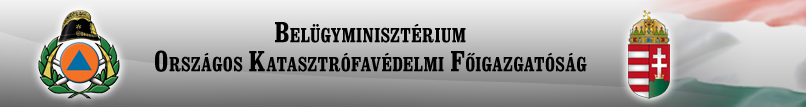 Belügyminisztérium
Országos Katasztrófavédelmi Főigazgatóság